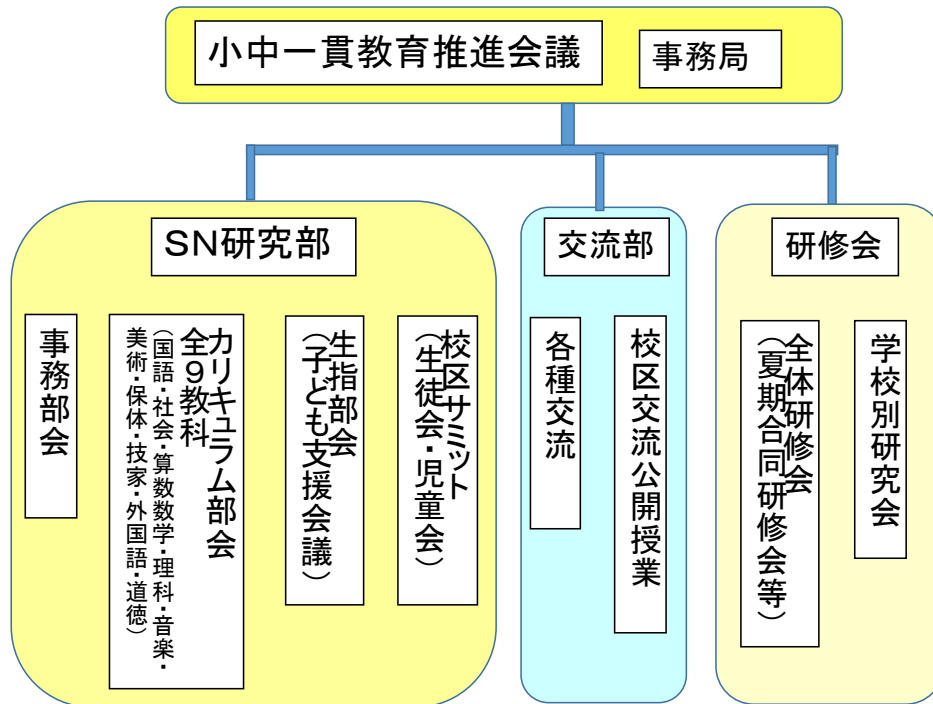 小中一貫教育推進会議
事務局
SN研究部
校区サミット
(生徒会・児童会)
生指部会
(子ども支援会議)
カリキュラム部会
全9教科
(国語・社会・算数数学・理科・音楽・
美術・保体・技家・外国語・道徳)
事務部会
交流部
校区交流公開授業
各種交流
研修会
学校別研究会
全体研修会
(夏期合同研修会等)